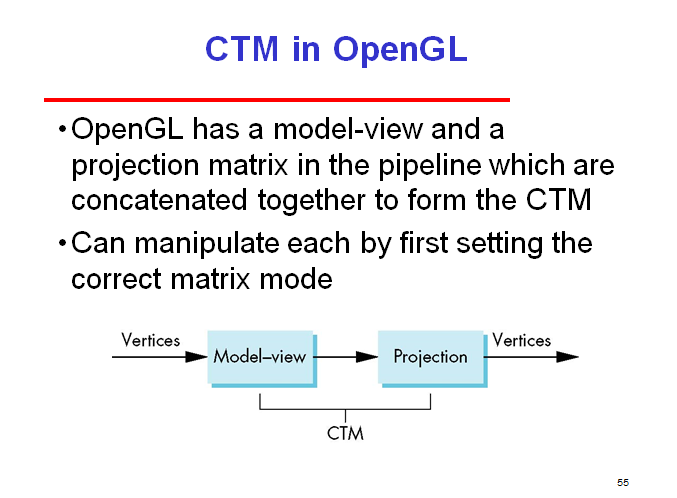 CTM in OpenGL
•OpenGL has a model-view and a
projection matrix in the pipeline which are
concatenated together to form the CTM
•Can manipulate each by first setting the
correct matrix mode
Vertices
Model–view
Projection
Vertices
CTM
55